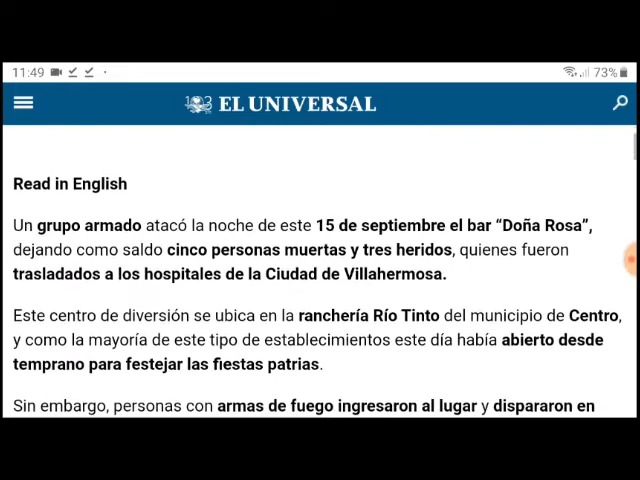 11:49 73%
103 EL UNIVERSAL
Read in English
Un grupo armado atacó la noche de este 15 de septiembre el bar “Doña Rosa”,
dejando como saldo cinco personas muertas y tres heridos, quienes fueron
trasladados a los hospitales de la Ciudad de Villahermosa.
Este centro de diversión se ubica en la ranchería Río Tinto del municipio de Centro,
y como la mayoría de este tipo de establecimientos este día había abierto desde
temprano para festejar las fiestas patrias.
Sin embargo, personas con armas de fuego ingresaron al lugar y dispararon en